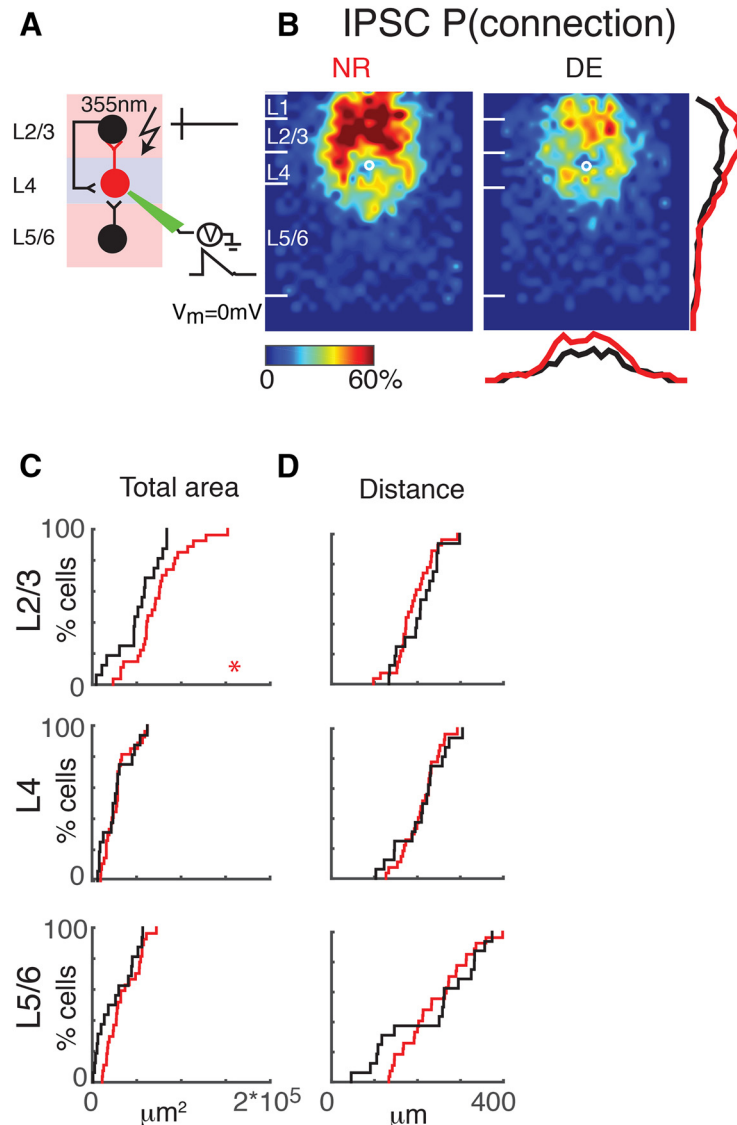 A
B
IPSC P(connection)
NR
DE
355nm
L2/3
L4
L5/6
V
Vm=0mV
L1
L2/3
L4
L5/6
0
60%
C
D
Total area
Distance
L2/3
% cells
100
0
*
L4
% cells
100
0
L5/6
% cells
100
0
0
2*10⁵
µm²
0
400
µm